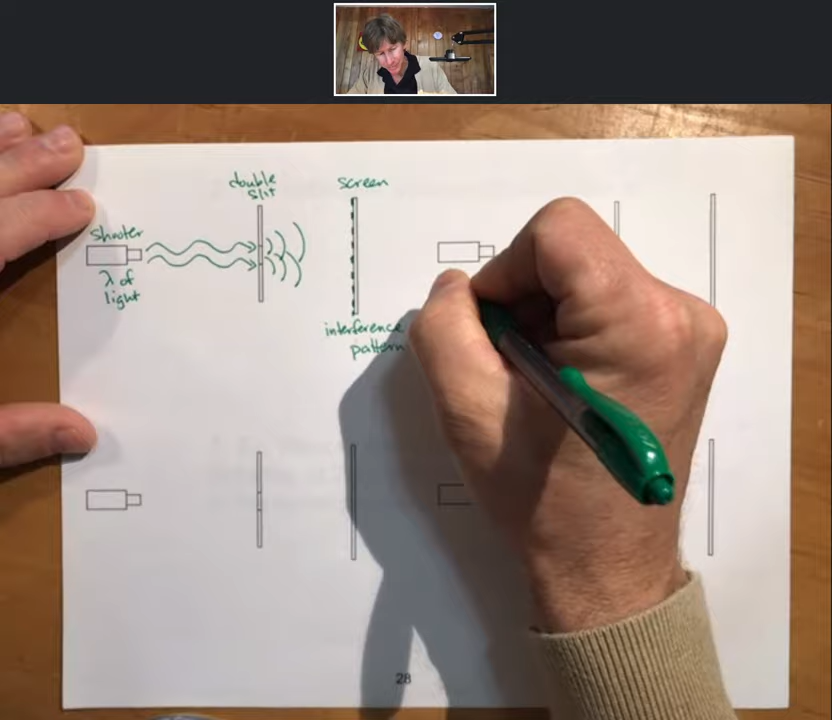 double
slit
screen
shooter
λ of
light
interference
pattern
28